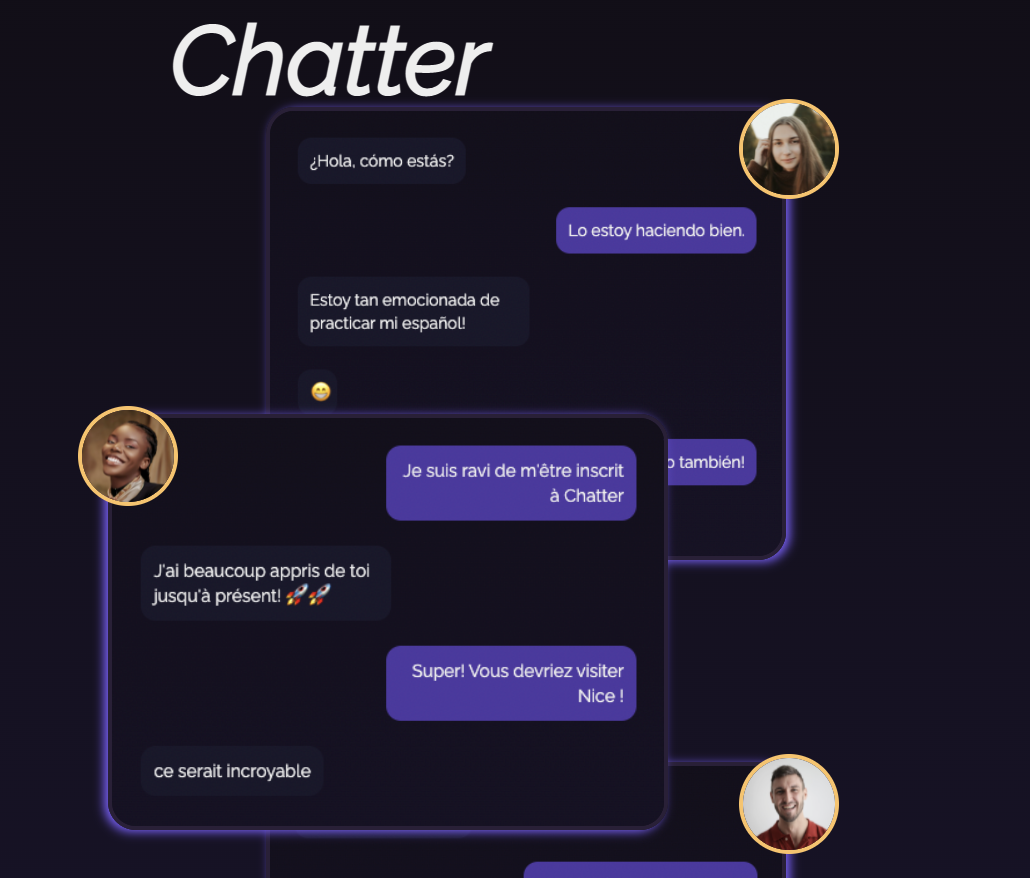 Chatter
¿Hola, cómo estás?
Lo estoy haciendo bien.
Estoy tan emocionada de
practicar mi español!
😁
también!
Je suis ravi de m'être inscrit
à Chatter
J'ai beaucoup appris de toi
jusqu'à présent! 🚀🚀
Super! Vous devriez visiter
Nice !
ce serait incroyable